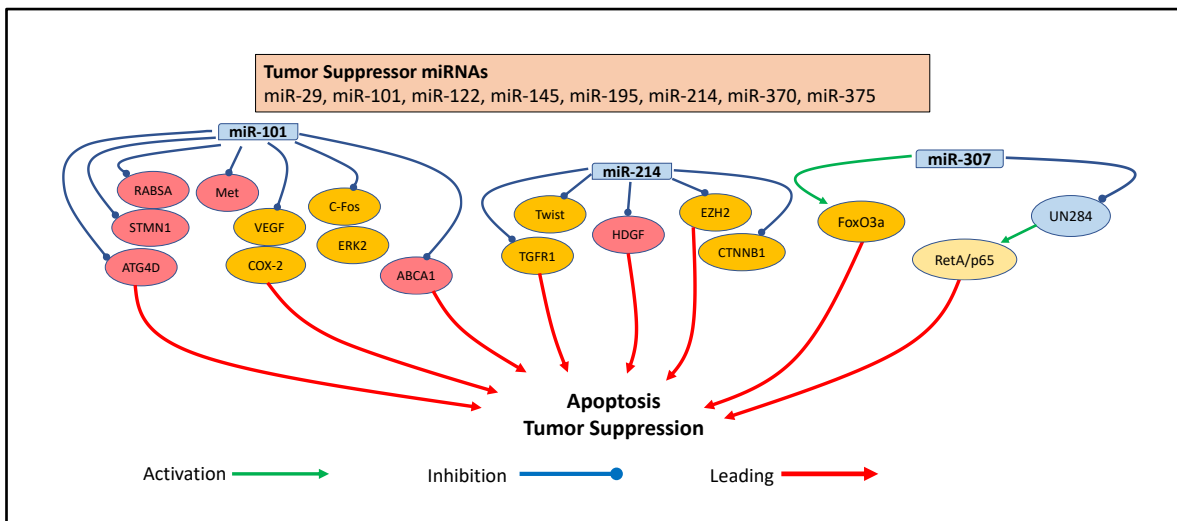 Tumor Suppressor miRNAs
miR-29, miR-101, miR-122, miR-145, miR-195, miR-214, miR-370, miR-375
miR-101
miR-214
miR-307
RABSA
Met
STMN1
ATG4D
VEGF
COX-2
C-Fos
ERK2
ABCA1
Twist
TGFR1
HDGF
EZH2
CTNNB1
FoxO3a
UN284
RetA/p65
Apoptosis
Tumor Suppression
Activation
Inhibition
Leading